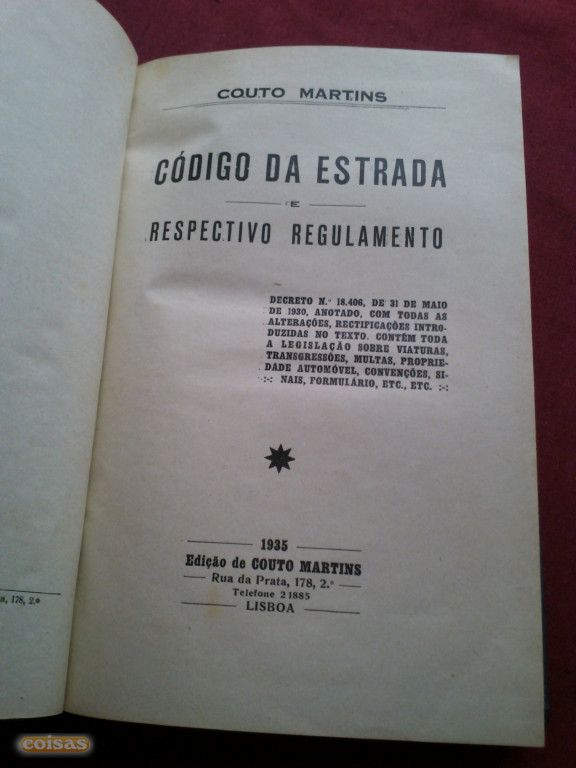 COUTO MARTINS
CÓDIGO DA ESTRADA
E
RESPECTIVO REGULAMENTO
DECRETO N.º 18.406, DE 31 DE MAIO
DE 1930, ANOTADO, COM TODAS AS
ALTERAÇÕES, RECTIFICAÇÕES INTRO-
DUZIDAS NO TEXTO. CONTÉM TODA
A LEGISLAÇÃO SOBRE VIATURAS,
TRANSGRESSÕES, MULTAS, PROPRIE-
DADE AUTOMÓVEL, CONVENÇÕES, SI-
:-: NAIS, FORMULÁRIO, ETC., ETC. :-:
1935
Edição de COUTO MARTINS
Rua da Prata, 178, 2.º
Telefone 2 1885
LISBOA
a, 178, 2.º
coisas